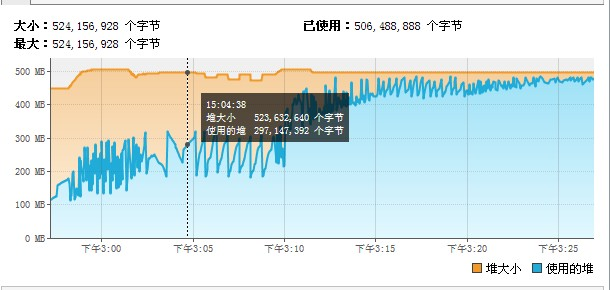 大小：524,156,928 个字节 已使用：506,488,888 个字节
最大：524,156,928 个字节
500 MB
15:04:38
400 MB
堆大小 523,632,640 个字节
使用的堆 297,147,392 个字节
300 MB
200 MB
100 MB
0 MB
下午3:00 下午3:05 下午3:10 下午3:15 下午3:20 下午3:25
堆大小 使用的堆